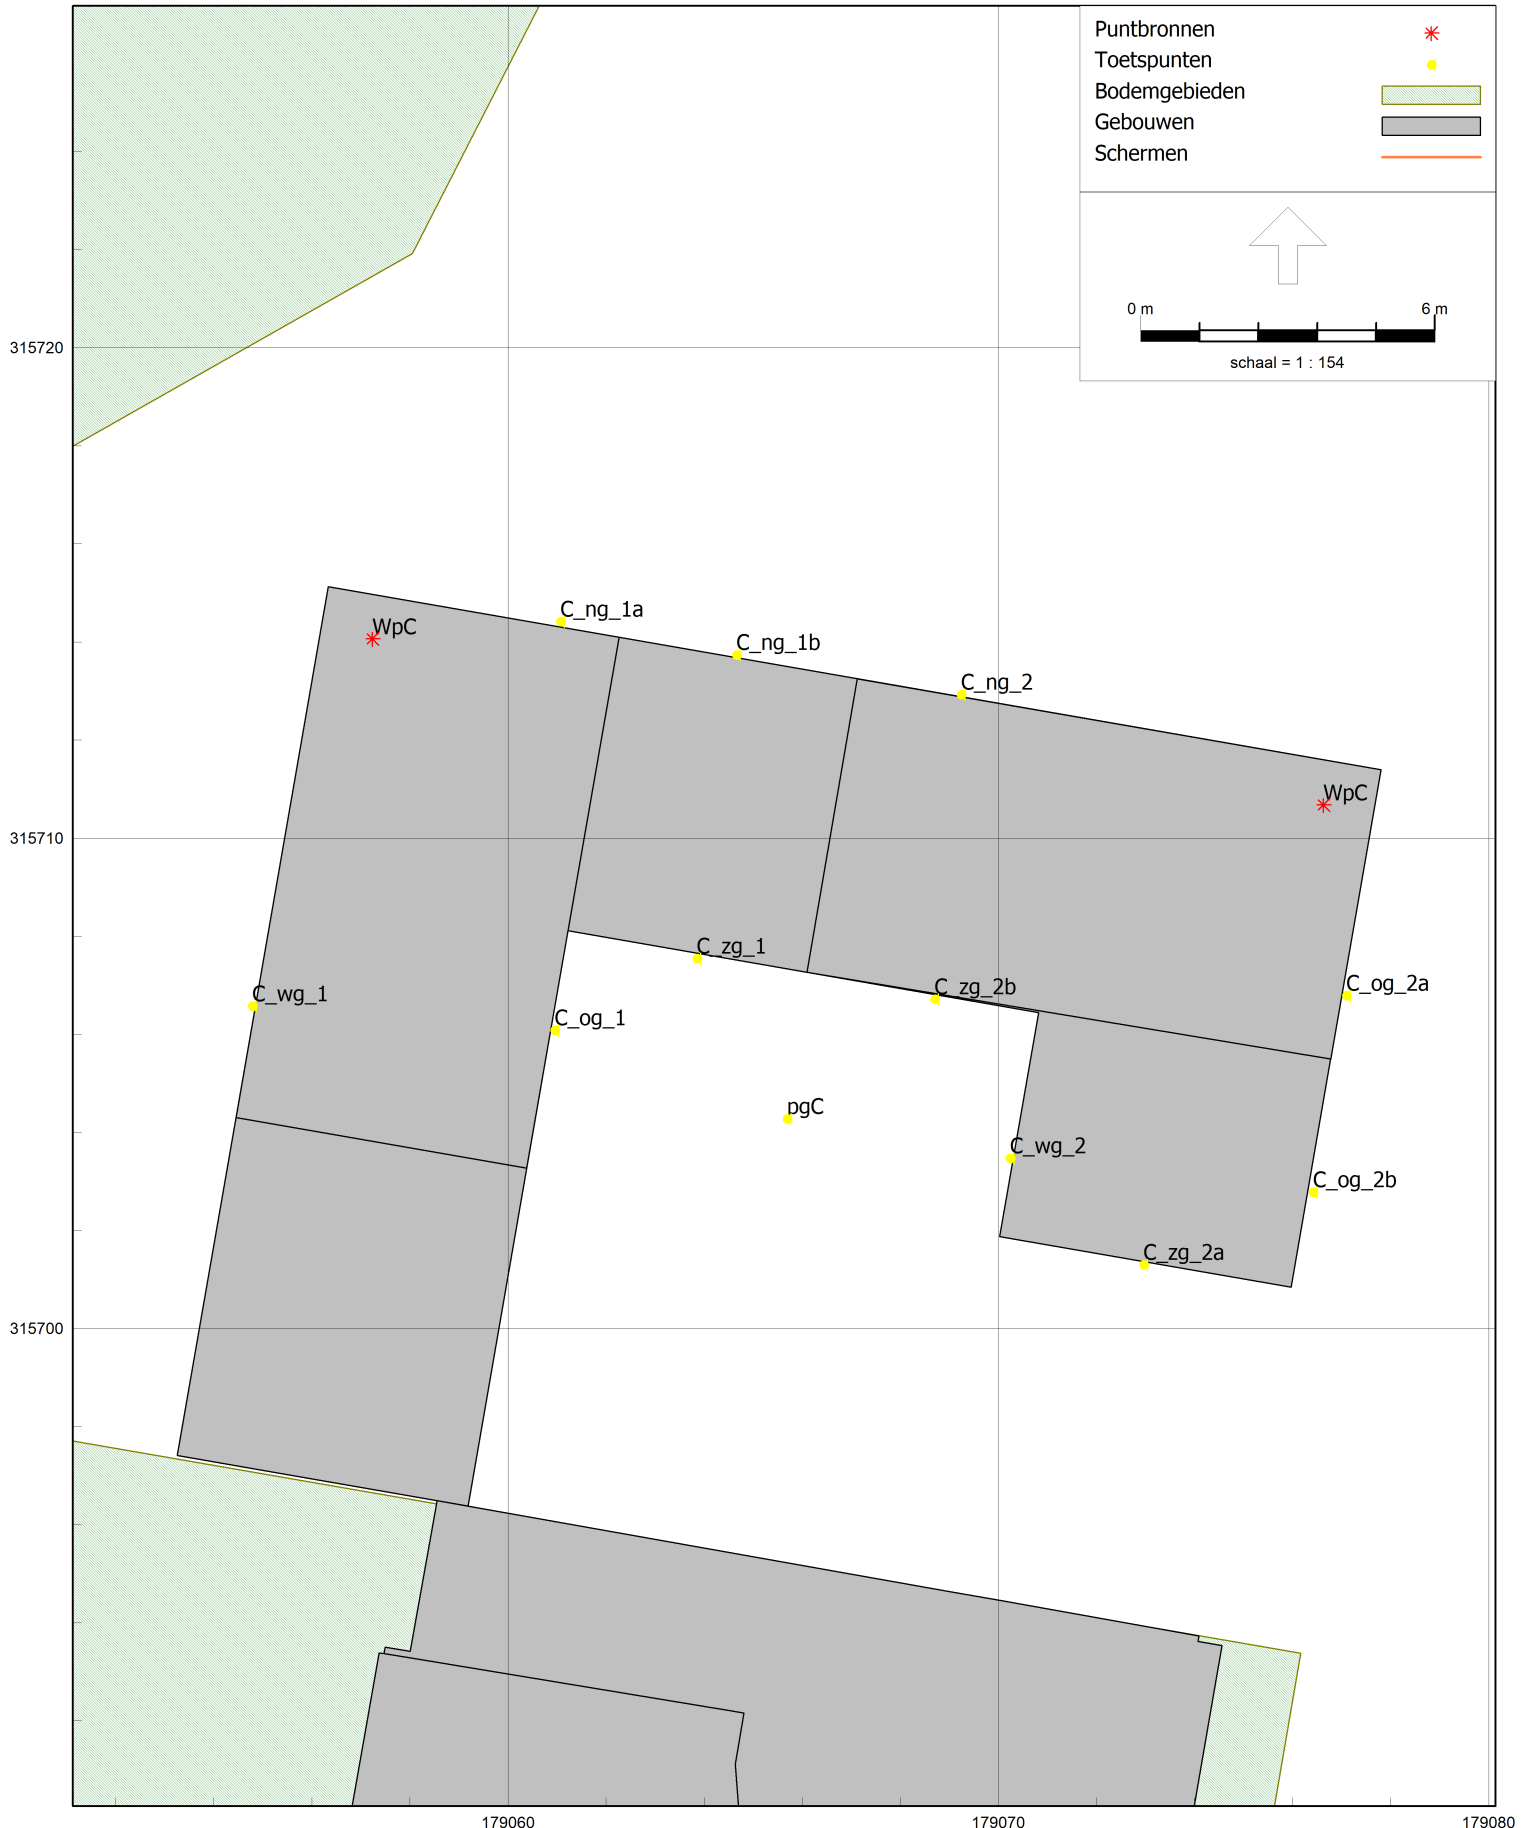 Puntbronnen
Toetspunten
Bodemgebieden
Gebouwen
Schermen
0 m 6 m
schaal = 1 : 154
315720
C_ng_1a
WpC
C_ng_1b
C_ng_2
WpC
315710
C_zg_1
C_og_2a
C_zg_2b
C_wg_1
C_og_1
pgC
C_wg_2
C_og_2b
C_zg_2a
315700
179060 179070 179080